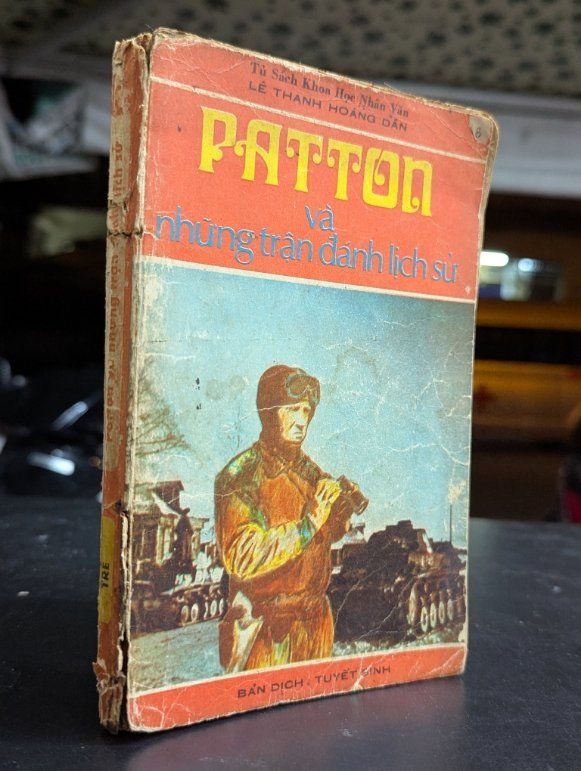 Tủ Sách Khoa Học Nhân Văn
LÊ THANH HOÀNG DÂN
PATTON
và
những trận đánh lịch sử
BẢN DỊCH : TUYẾT SINH
TRẺ